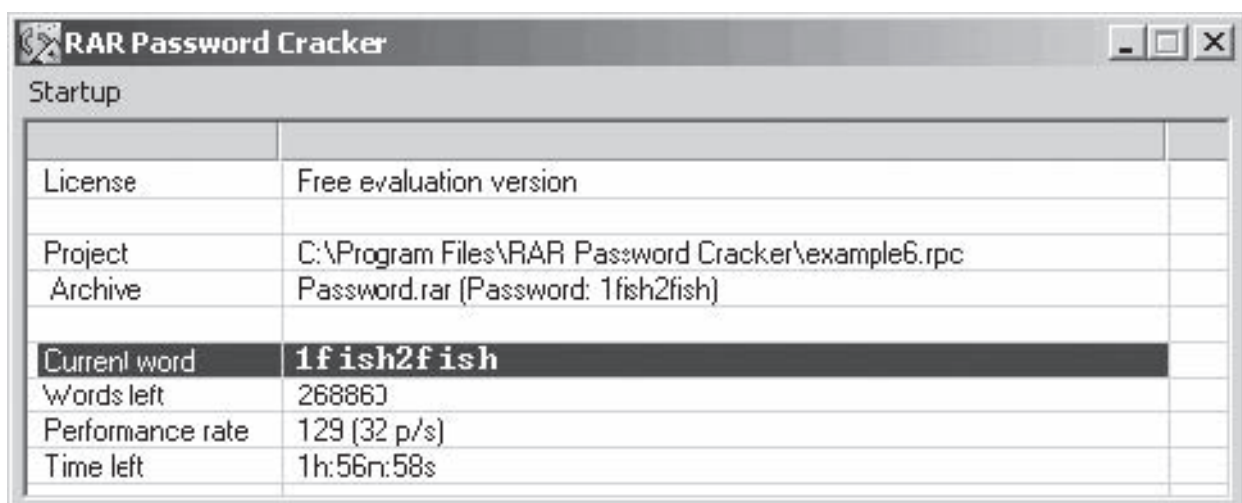 RAR Password Cracker
Startup
License Free evaluation version
Project C:\Program Files\RAR Password Cracker\example6.rpc
Archive Password.rar (Password: 1fish2fish)
Current word 1fish2fish
Words left 268860
Performance rate 129 (32 p/s)
Time left 1h:56m:58s